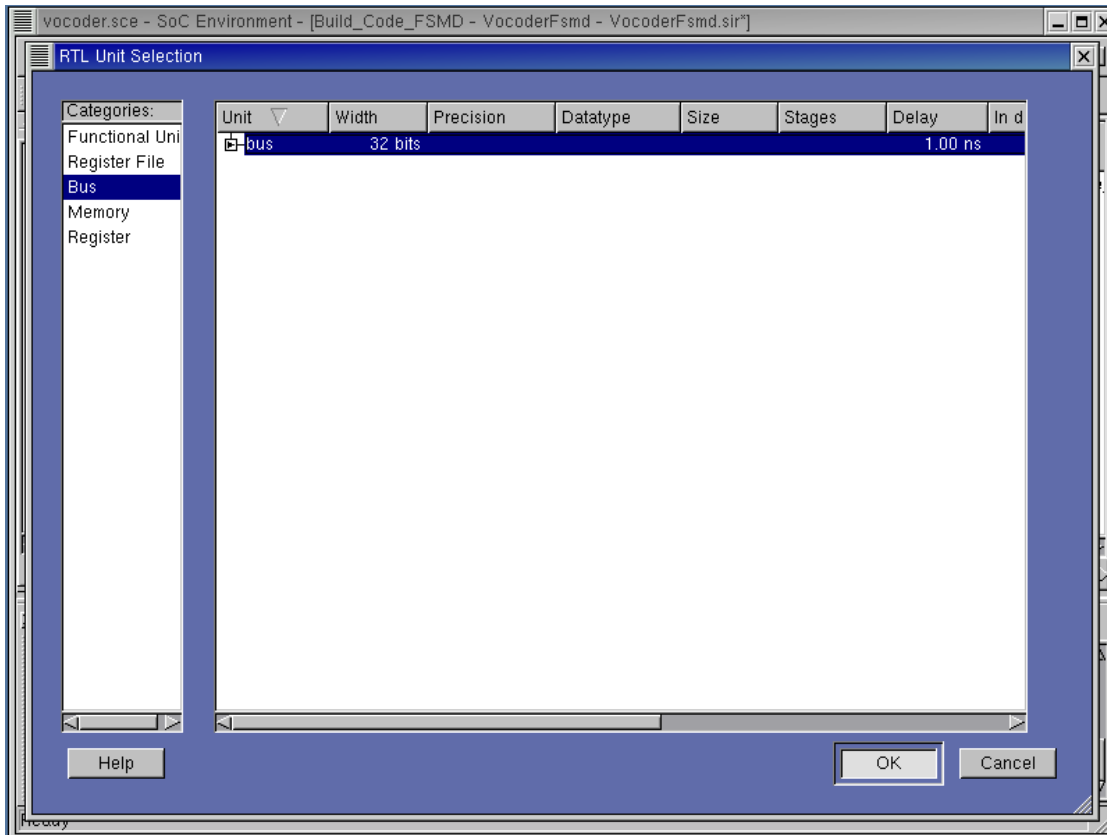 vocoder.sce - SoC Environment - [Build_Code_FSMD - VocoderFsmd - VocoderFsmd.sir*]
RTL Unit Selection
Categories:
Functional Uni
Register File
Bus
Memory
Register
Unit Width Precision Datatype Size Stages Delay In d
bus 32 bits 1.00 ns
Help OK Cancel
Ready